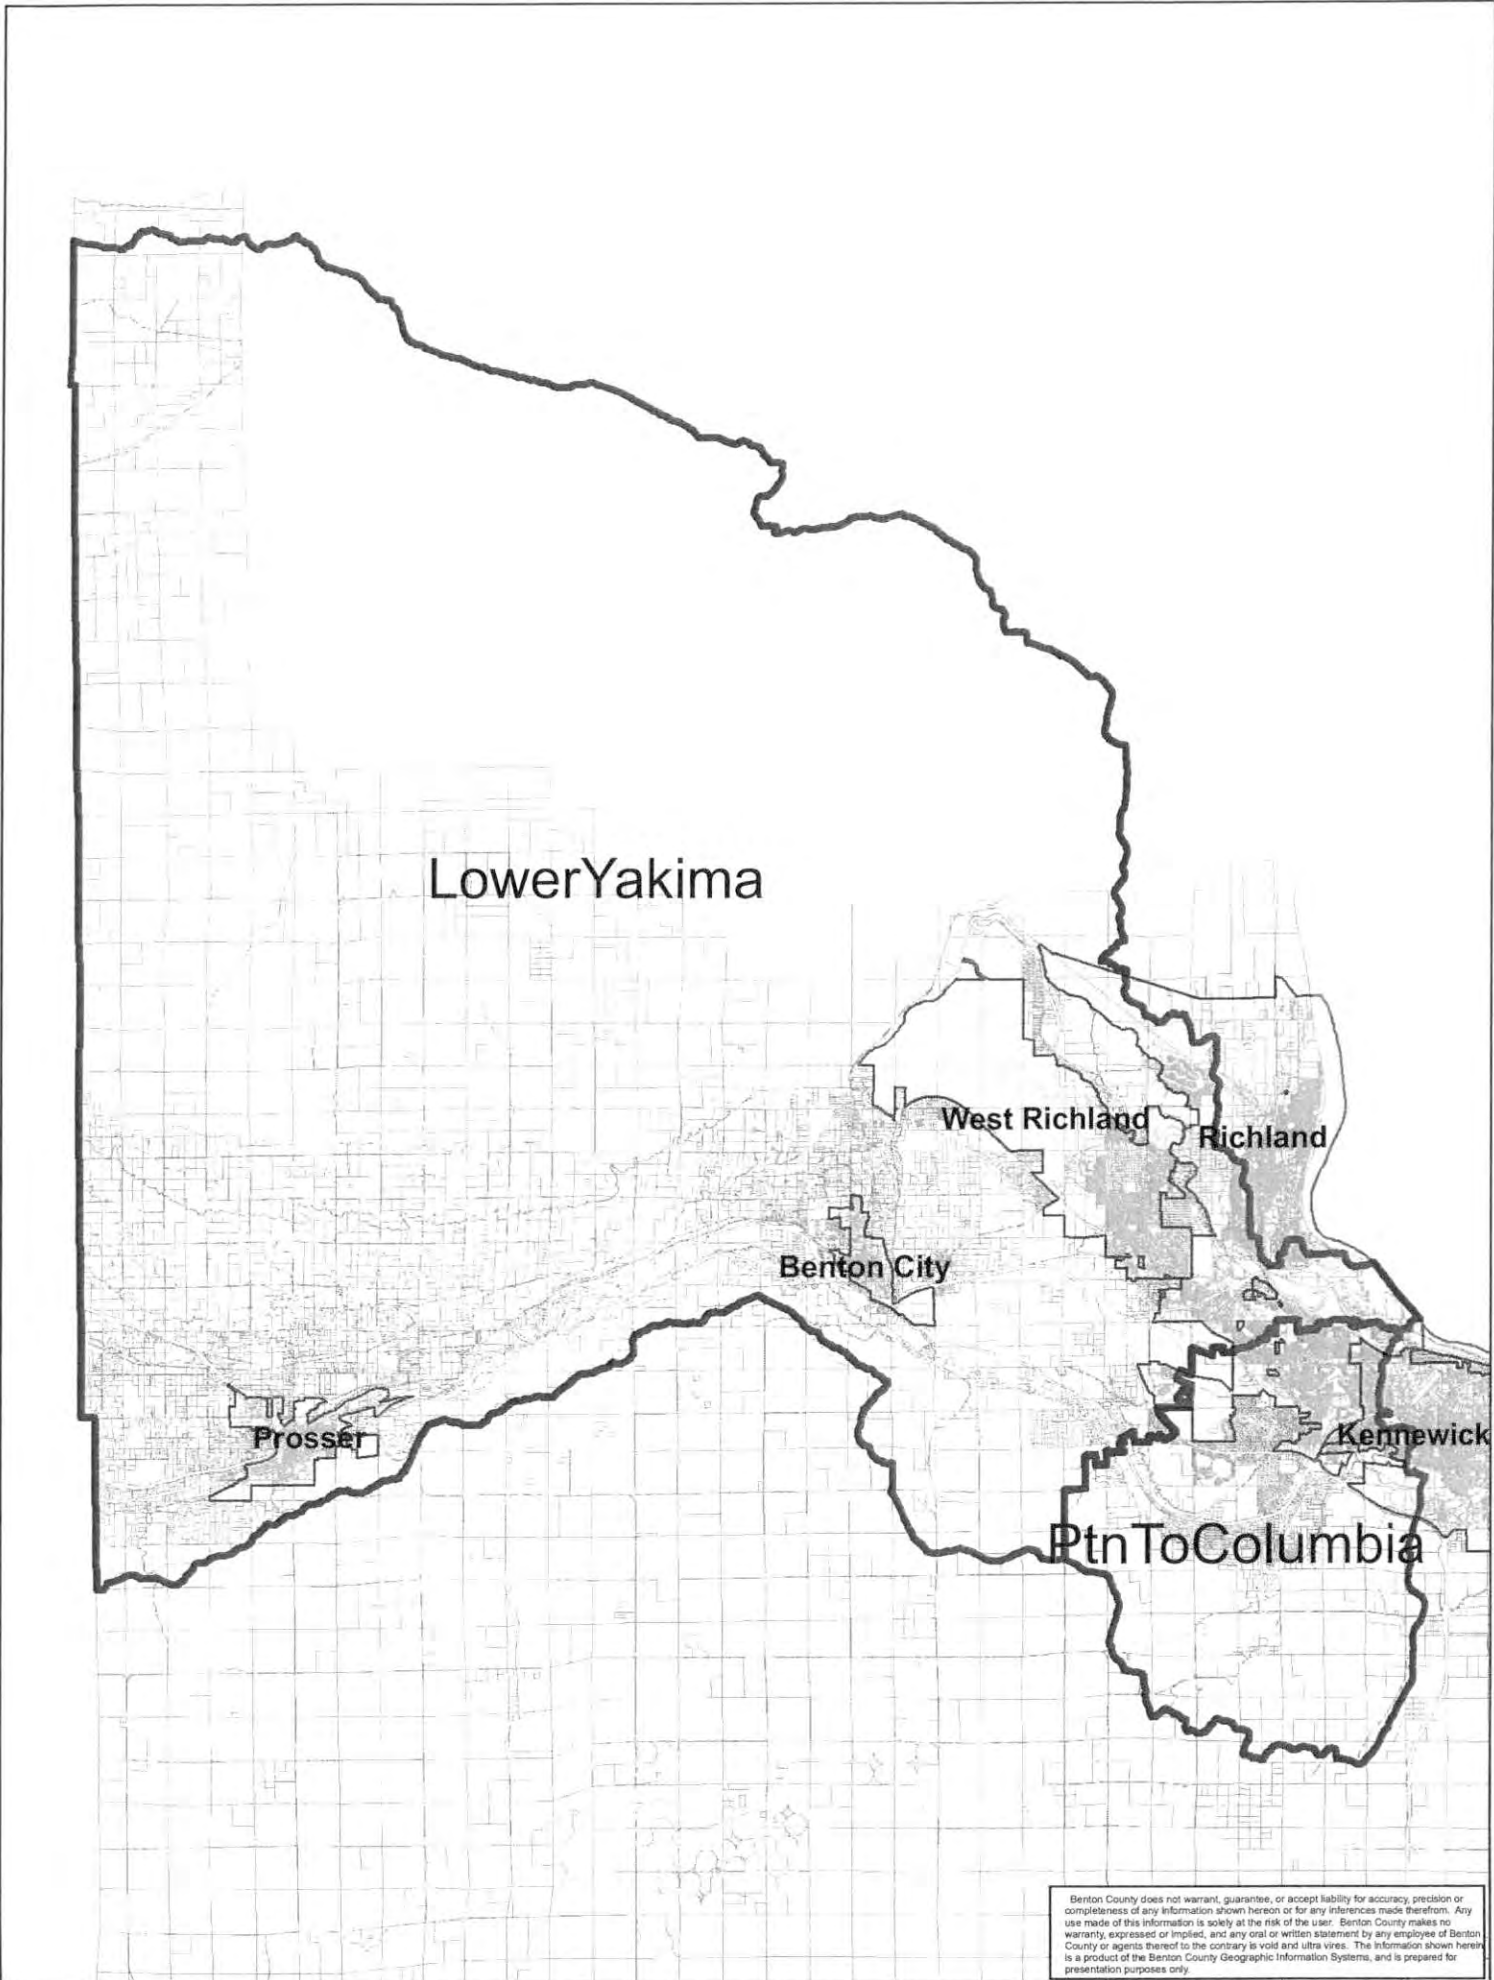 LowerYakima
West Richland
Richland
Benton City
Prosser
Kennewick
PtnToColumbia
Benton County does not warrant, guarantee, or accept liability for accuracy, precision or
completeness of any information shown hereon or for any inferences made therefrom. Any
use made of this information is solely at the risk of the user. Benton County makes no
warranty, expressed or implied, and any oral or written statement by any employee of Benton
County or agents thereof to the contrary is void and ultra vires. The information shown herein
is a product of the Benton County Geographic Information Systems, and is prepared for
presentation purposes only.